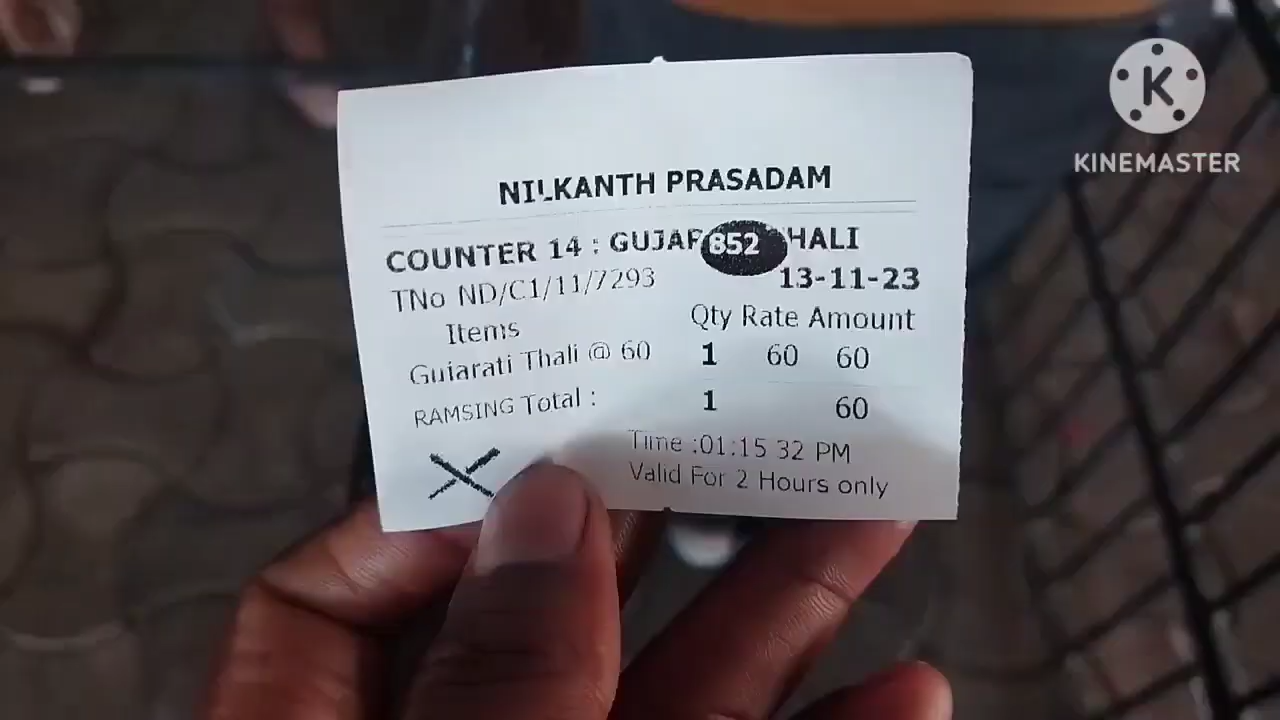 KINEMASTER
NILKANTH PRASADAM
COUNTER 14 : GUJAR 852 HALI
TNo ND/C1/11/7293 13-11-23
Items Qty Rate Amount
Gujarati Thali @ 60 1 60 60
RAMSING Total : 1 60
Time :01:15 32 PM
Valid For 2 Hours only